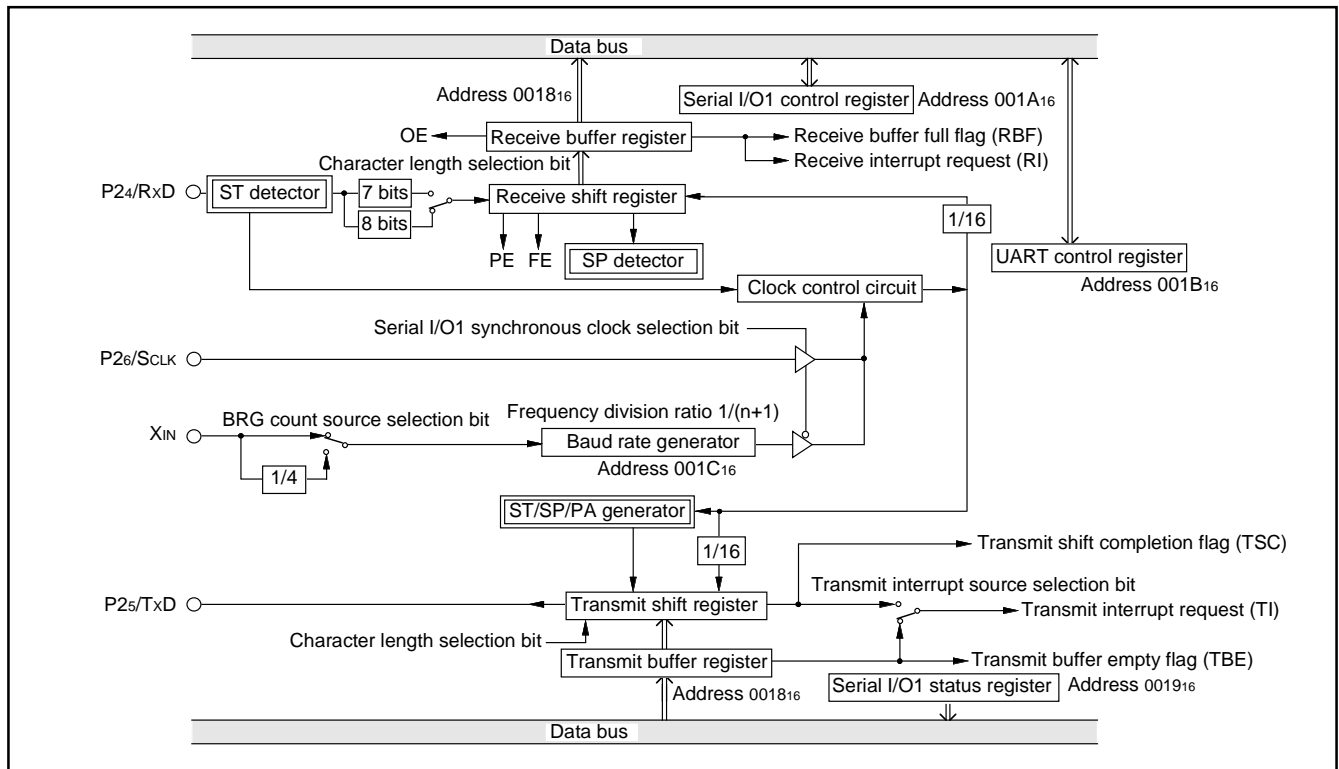 Data bus
Address 001816
Serial I/O1 control register
Address 001A16
OE
Receive buffer register
Receive buffer full flag (RBF)
Receive interrupt request (RI)
Character length selection bit
P24/RXD
ST detector
7 bits
8 bits
Receive shift register
1/16
PE
FE
SP detector
UART control register
Address 001B16
Clock control circuit
Serial I/O1 synchronous clock selection bit
P26/SCLK
XIN
BRG count source selection bit
Frequency division ratio 1/(n+1)
Baud rate generator
Address 001C16
1/4
ST/SP/PA generator
1/16
Transmit shift completion flag (TSC)
Transmit interrupt source selection bit
P25/TXD
Transmit shift register
Transmit interrupt request (TI)
Character length selection bit
Transmit buffer register
Transmit buffer empty flag (TBE)
Address 001816
Serial I/O1 status register
Address 001916
Data bus